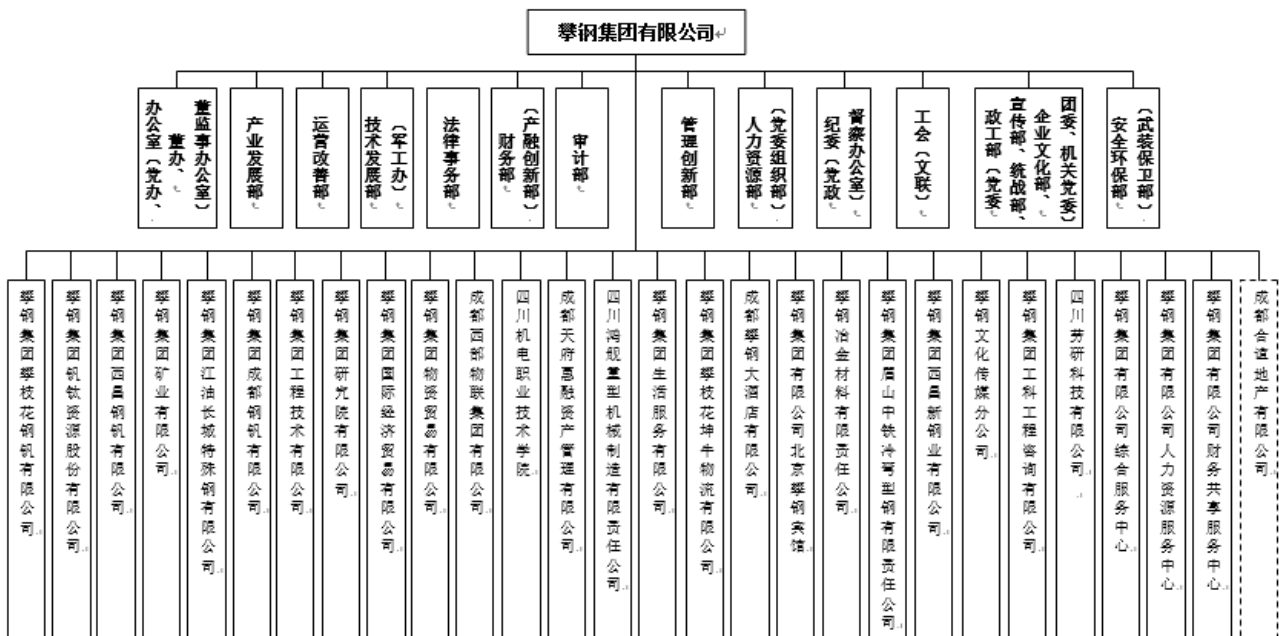 攀钢集团有限公司
办公室（党办、
董办、
董监事办公室）
产业发展部
运营改善部
技术发展部
（军工办）
法律事务部
财务部
（产融创新部）
审计部
管理创新部
人力资源部
（党委组织部）
纪委（党政
督察办公室）
工会（文联）
政工部（党委
宣传部、统战部、
企业文化部、
团委、机关党委）
安全环保部
（武装保卫部）
攀钢集团攀枝花钢钒有限公司
攀钢集团钒钛资源股份有限公司
攀钢集团西昌钢钒有限公司
攀钢集团矿业有限公司
攀钢集团江油长城特殊钢有限公司
攀钢集团成都钢钒有限公司
攀钢集团工程技术有限公司
攀钢集团研究院有限公司
攀钢集团国际经济贸易有限公司
攀钢集团物资贸易有限公司
成都西部物联集团有限公司
四川机电职业技术学院
成都天府惠融资产管理有限公司
四川鸿舰重型机械制造有限责任公司
攀钢集团生活服务有限公司
攀钢集团攀枝花坤牛物流有限公司
成都攀钢大酒店有限公司
攀钢集团有限公司北京攀钢宾馆
攀钢冶金材料有限责任公司
攀钢集团眉山中铁冷弯型钢有限责任公司
攀钢集团西昌新钢业有限公司
攀钢文化传媒分公司
攀钢集团工科工程咨询有限公司
四川劳研科技有限公司
攀钢集团有限公司综合服务中心
攀钢集团有限公司人力资源服务中心
攀钢集团有限公司财务共享服务中心
成都合谊地产有限公司